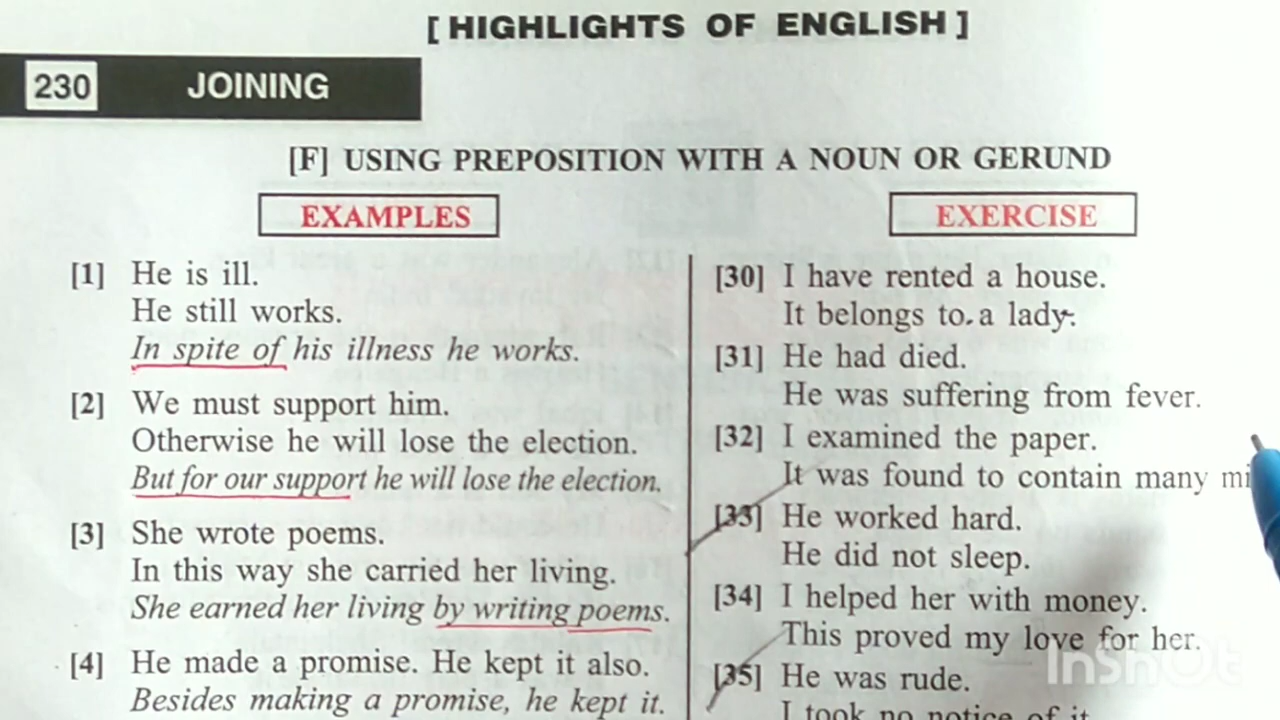 [ HIGHLIGHTS OF ENGLISH ]
230 JOINING
[F] USING PREPOSITION WITH A NOUN OR GERUND
EXAMPLES
[1] He is ill.
He still works.
In spite of his illness he works.
[2] We must support him.
Otherwise he will lose the election.
But for our support he will lose the election.
[3] She wrote poems.
In this way she carried her living.
She earned her living by writing poems.
[4] He made a promise. He kept it also.
Besides making a promise, he kept it.
EXERCISE
[30] I have rented a house.
It belongs to a lady.
[31] He had died.
He was suffering from fever.
[32] I examined the paper.
It was found to contain many
[33] He worked hard.
He did not sleep.
[34] I helped her with money.
This proved my love for her.
[35] He was rude.
I took no notice of it
InShOt